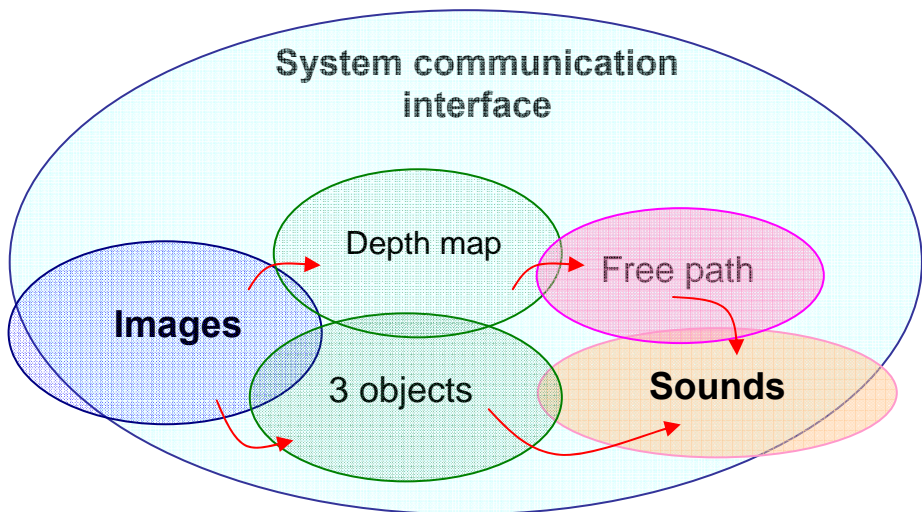 System communication
interface
Depth map
Free path
Images
3 objects
Sounds